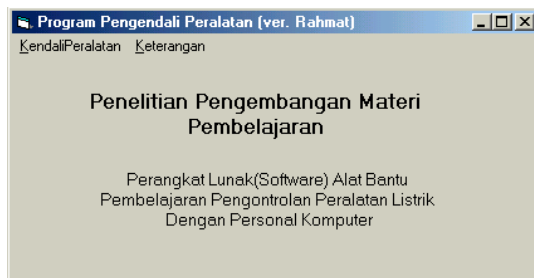 Program Pengendali Peralatan (ver. Rahmat)
KendaliPeralatan Keterangan
Penelitian Pengembangan Materi
Pembelajaran
Perangkat Lunak(Software) Alat Bantu
Pembelajaran Pengontrolan Peralatan Listrik
Dengan Personal Komputer